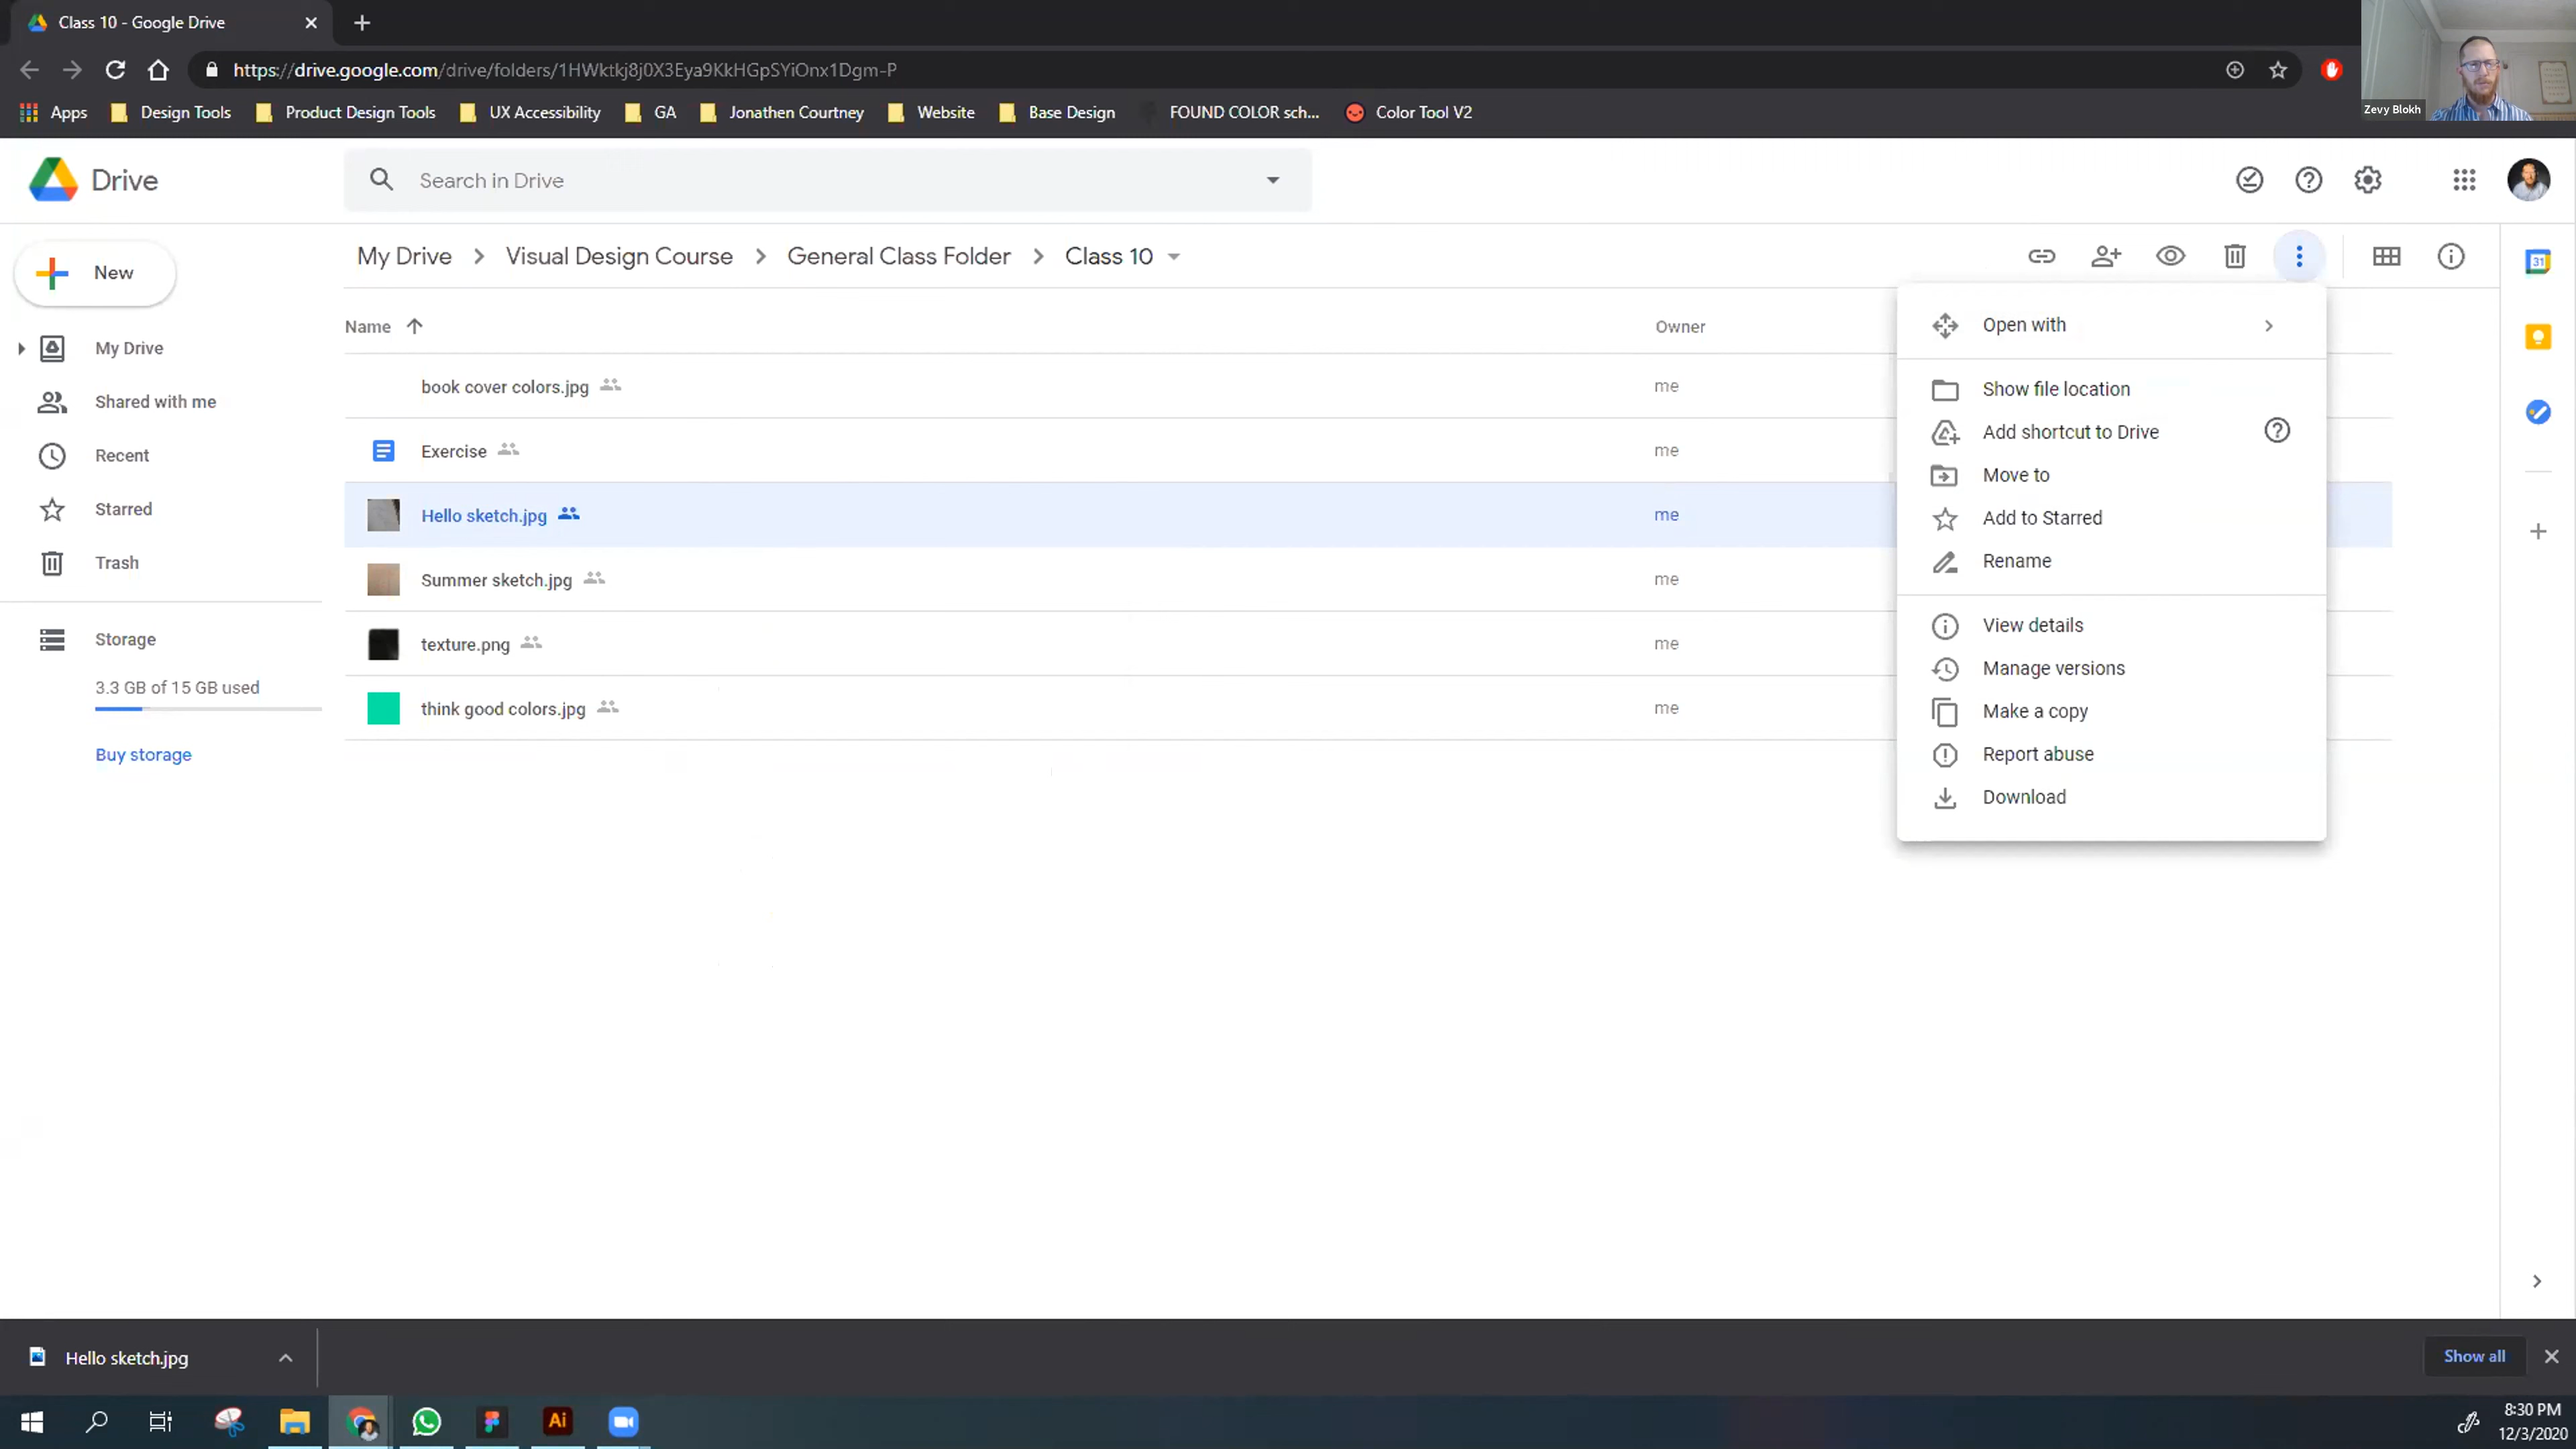 Class 10 - Google Drive
https://drive.google.com/drive/folders/1HWktkj8j0X3Eya9KkHGpSYiOnx1Dgm-P
Zevy Blokh
Apps Design Tools Product Design Tools UX Accessibility GA Jonathen Courtney Website Base Design FOUND COLOR sch... Color Tool V2
Drive
Search in Drive
New
My Drive Visual Design Course General Class Folder Class 10
31
Name
Owner
Open with
My Drive
Shared with me
Recent
Starred
Trash
Storage
3.3 GB of 15 GB used
Buy storage
book cover colors.jpg me
Exercise me
Hello sketch.jpg me
Summer sketch.jpg me
texture.png me
think good colors.jpg me
Show file location
Add shortcut to Drive
Move to
Add to Starred
Rename
View details
Manage versions
Make a copy
Report abuse
Download
Hello sketch.jpg
Show all
Ai
8:30 PM
12/3/2020